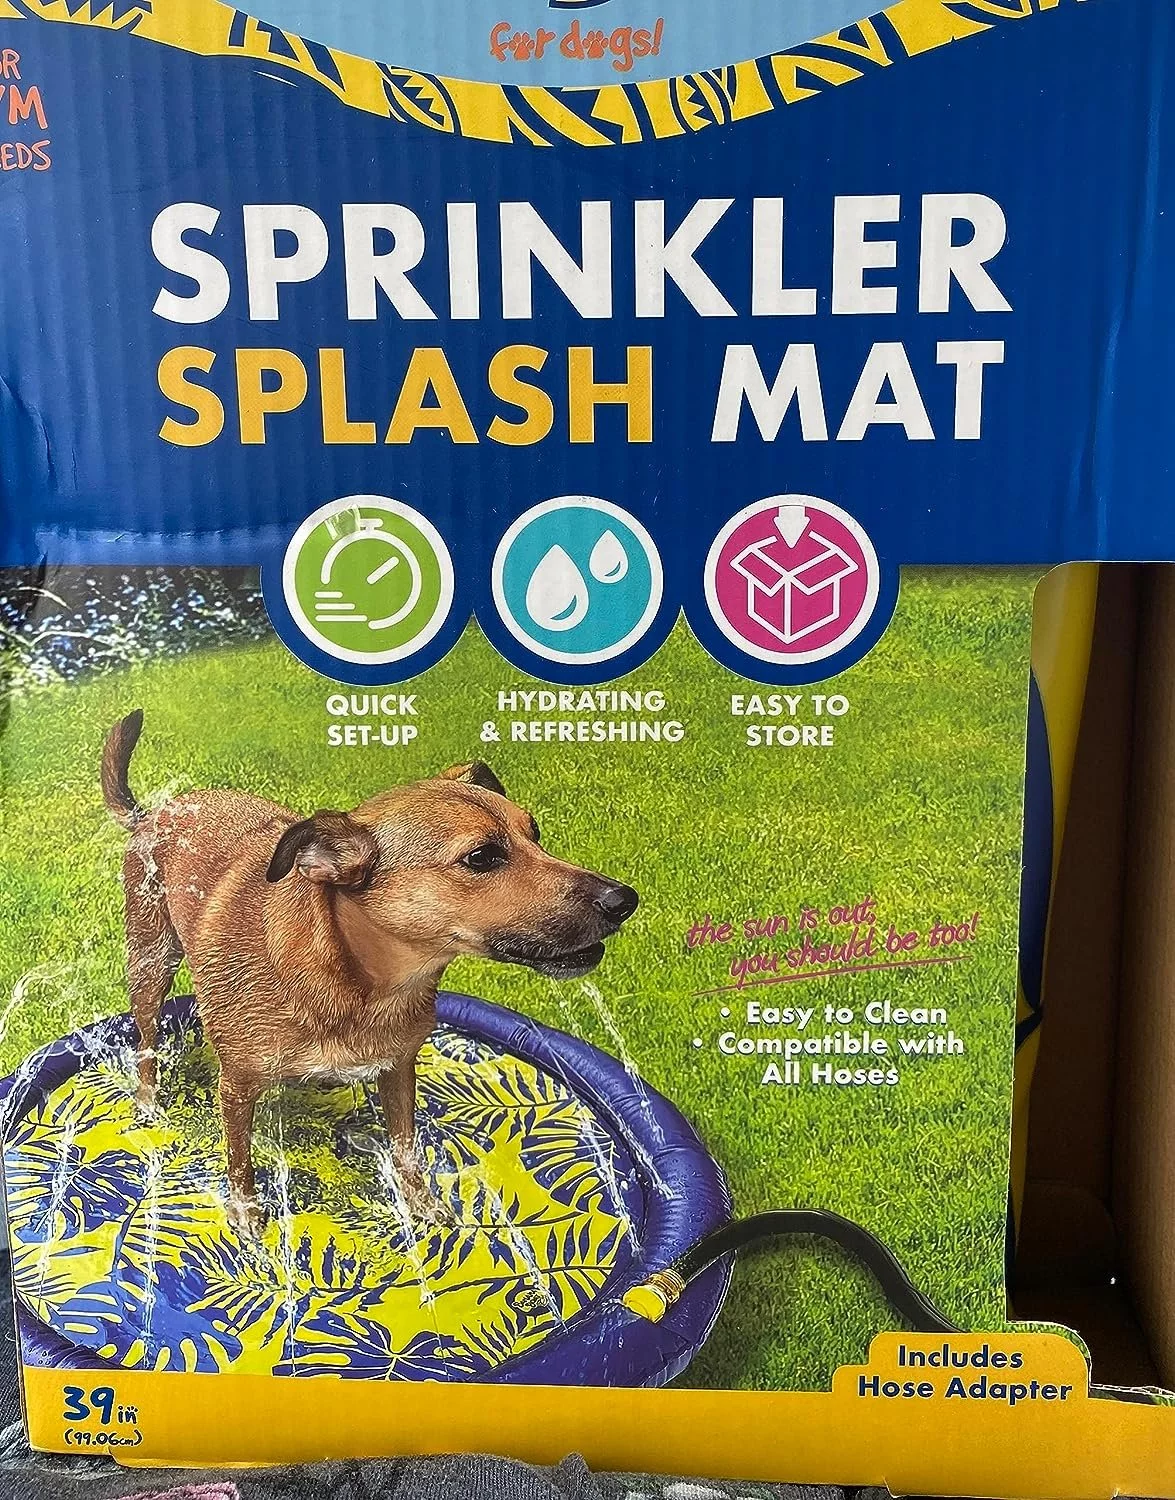 for dogs!
SPRINKLER
SPLASH MAT
QUICK
SET-UP
HYDRATING
& REFRESHING
EASY TO
STORE
the sun is out,
you should be too!
• Easy to Clean
• Compatible with
All Hoses
Includes
Hose Adapter
39in
(99.06cm)